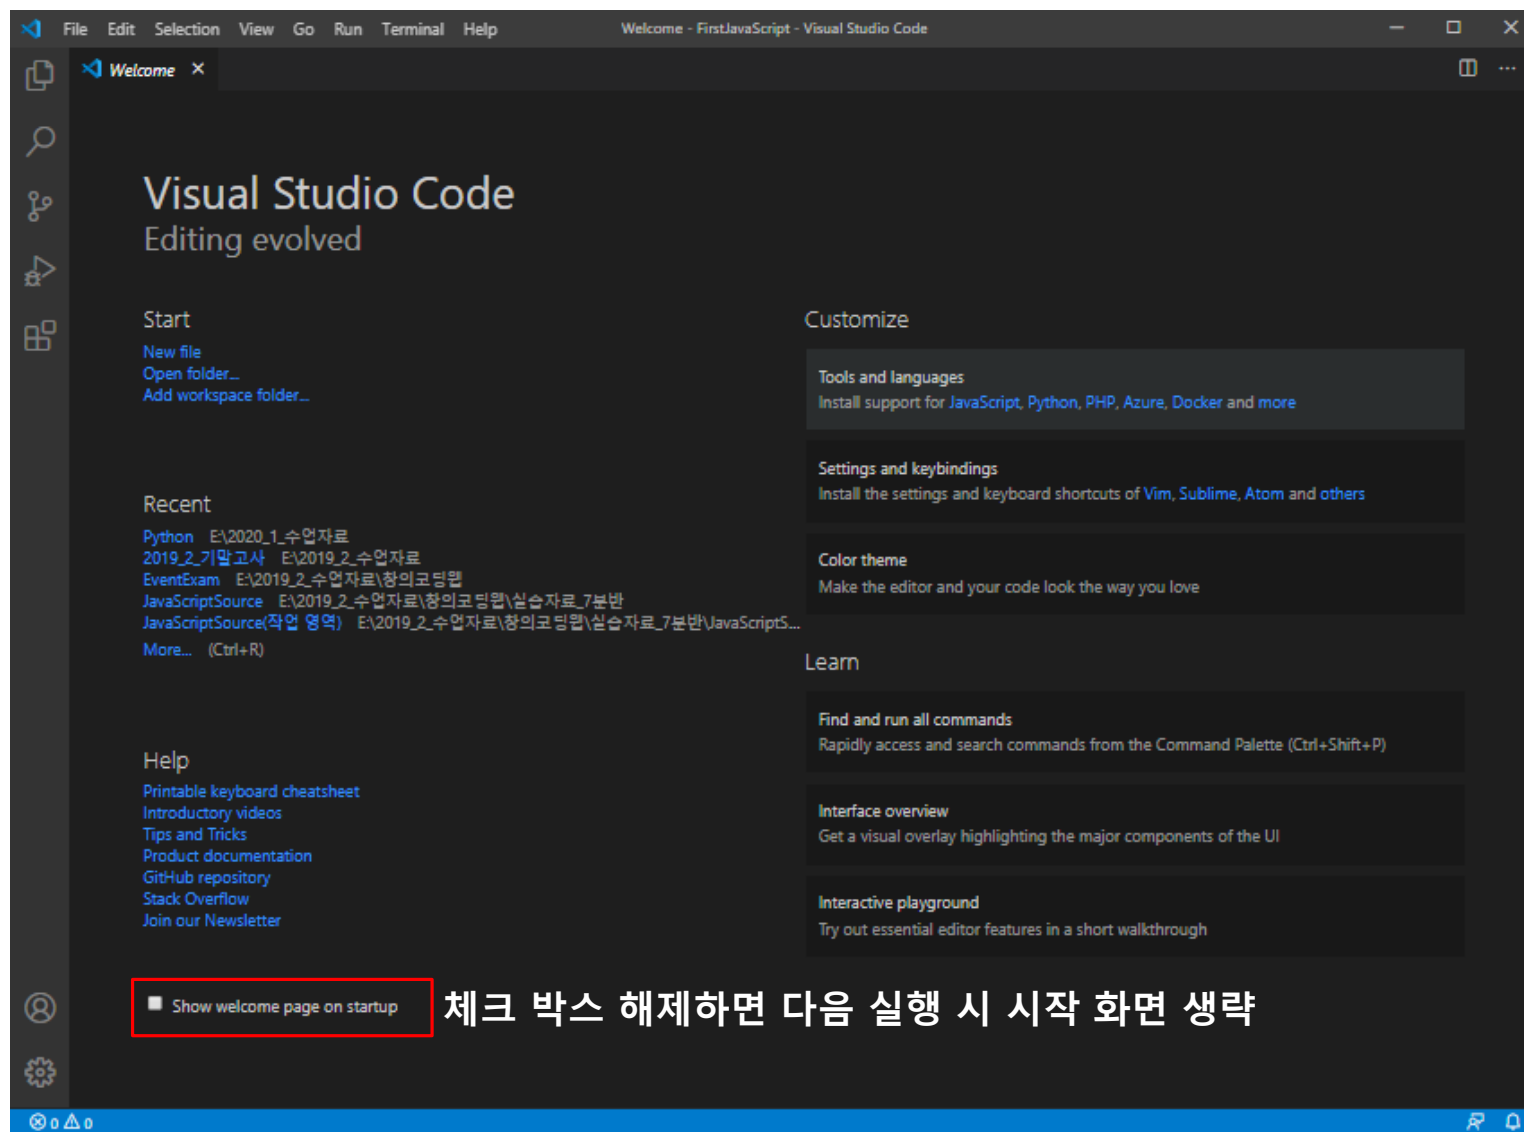 File Edit Selection View Go Run Terminal Help Welcome - FirstJavaScript - Visual Studio Code
Welcome
Visual Studio Code
Editing evolved
Start
New file
Open folder...
Add workspace folder...
Recent
Python E:\2020_1_수업자료
2019_2_기말고사 E:\2019_2_수업자료
EventExam E:\2019_2_수업자료\창의코딩웹
JavaScriptSource E:\2019_2_수업자료\창의코딩웹\실습자료_7분반
JavaScriptSource(작업 영역) E:\2019_2_수업자료\창의코딩웹\실습자료_7분반\JavaScriptS...
More... (Ctrl+R)
Help
Printable keyboard cheatsheet
Introductory videos
Tips and Tricks
Product documentation
GitHub repository
Stack Overflow
Join our Newsletter
Show welcome page on startup
체크 박스 해제하면 다음 실행 시 시작 화면 생략
Customize
Tools and languages
Install support for JavaScript, Python, PHP, Azure, Docker and more
Settings and keybindings
Install the settings and keyboard shortcuts of Vim, Sublime, Atom and others
Color theme
Make the editor and your code look the way you love
Learn
Find and run all commands
Rapidly access and search commands from the Command Palette (Ctrl+Shift+P)
Interface overview
Get a visual overlay highlighting the major components of the UI
Interactive playground
Try out essential editor features in a short walkthrough
0 0